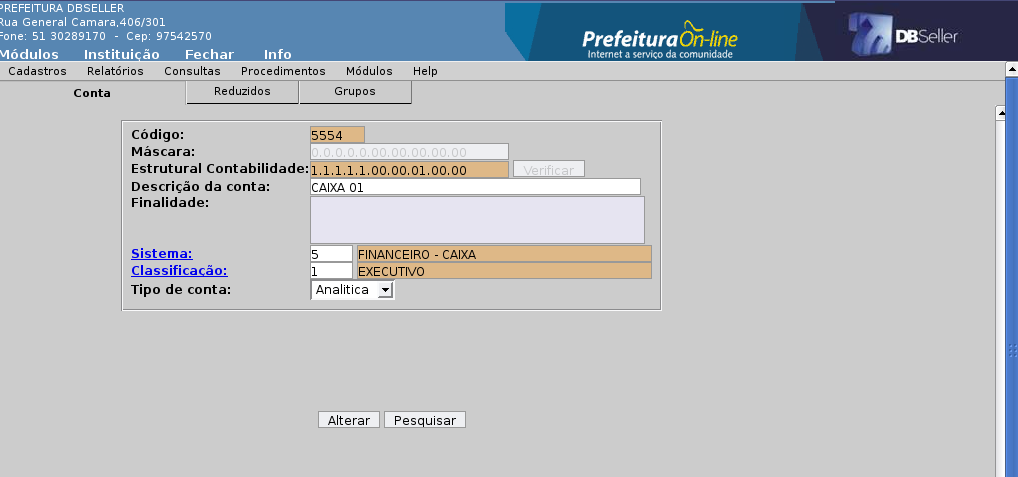 PREFEITURA DBSELLER
Rua General Camara,406/301
Fone: 51 30289170 - Cep: 97542570
PrefeituraOn-line
Internet a serviço da comunidade
DBSeller
Módulos Instituição Fechar Info
Cadastros Relatórios Consultas Procedimentos Módulos Help
Conta Reduzidos Grupos
Código: 5554
Máscara: 0.0.0.0.0.00.00.00.00.00
Estrutural Contabilidade: 1.1.1.1.1.00.00.01.00.00 Verificar
Descrição da conta: CAIXA 01
Finalidade:
Sistema: 5 FINANCEIRO - CAIXA
Classificação: 1 EXECUTIVO
Tipo de conta: Analitica
Alterar Pesquisar